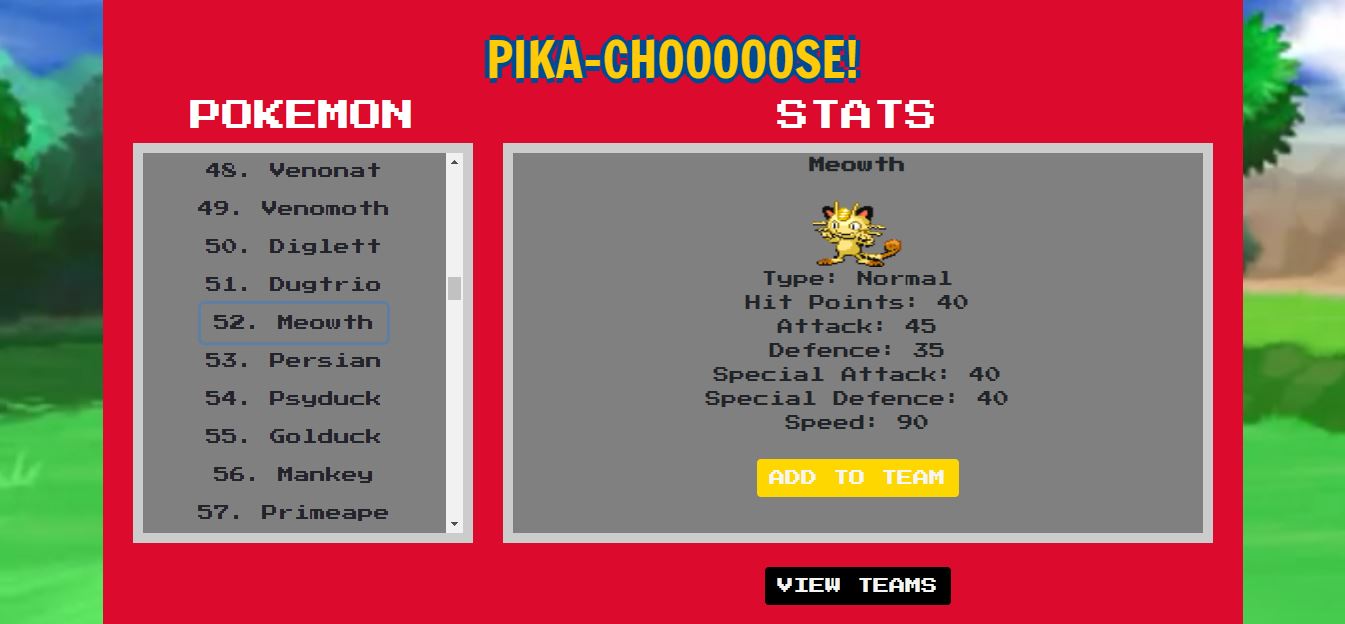 PIKA-CHOOOOOSE!
POKEMON
48. Venonat
49. Venomoth
50. Diglett
51. Dugtrio
52. Meowth
53. Persian
54. Psyduck
55. Golduck
56. Mankey
57. Primeape
STATS
Meowth
Type: Normal
Hit Points: 40
Attack: 45
Defence: 35
Special Attack: 40
Special Defence: 40
Speed: 90
ADD TO TEAM
VIEW TEAMS